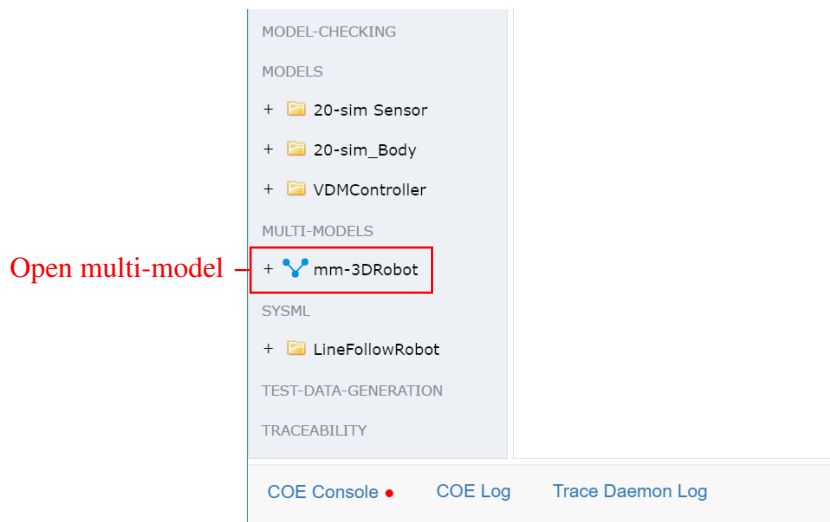 MODEL-CHECKING
MODELS
+ 20-sim Sensor
+ 20-sim_Body
+ VDMController
MULTI-MODELS
Open multi-model
+ mm-3DRobot
SYSML
+ LineFollowRobot
TEST-DATA-GENERATION
TRACEABILITY
COE Console COE Log Trace Daemon Log